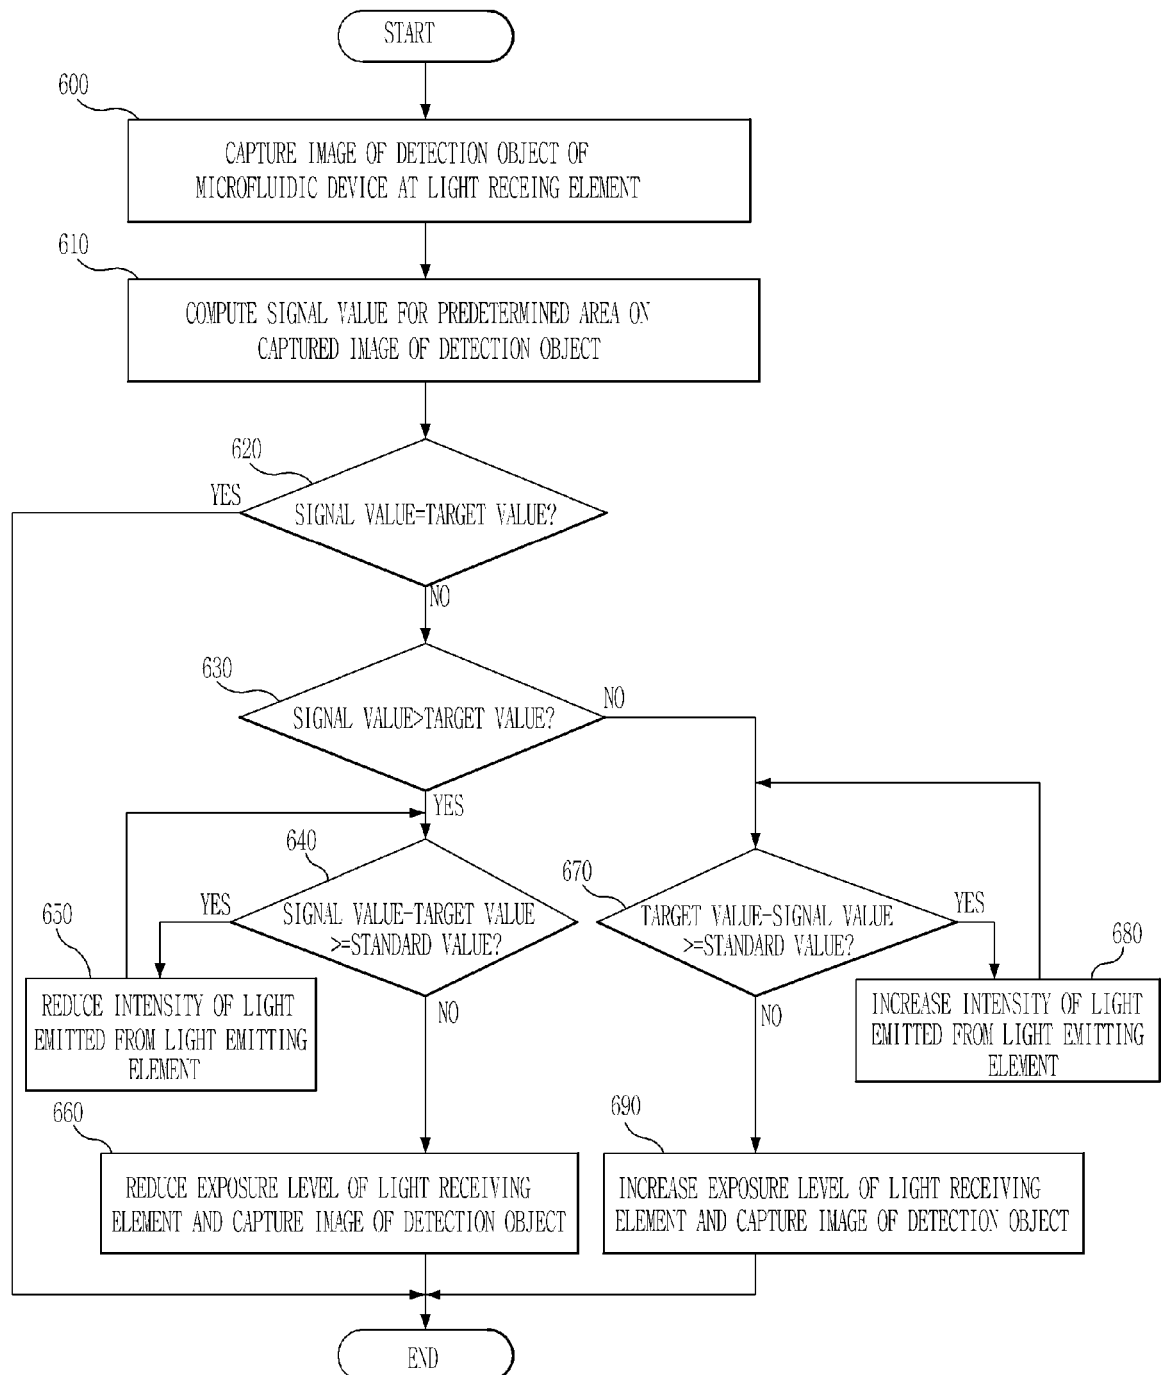 START
600
CAPTURE IMAGE OF DETECTION OBJECT OF
MICROFLUIDIC DEVICE AT LIGHT RECEING ELEMENT
610
COMPUTE SIGNAL VALUE FOR PREDETERMINED AREA ON
CAPTURED IMAGE OF DETECTION OBJECT
620
YES
SIGNAL VALUE=TARGET VALUE?
NO
630
NO
SIGNAL VALUE>TARGET VALUE?
YES
640
YES
SIGNAL VALUE-TARGET VALUE
>=STANDARD VALUE?
NO
650
REDUCE INTENSITY OF LIGHT
EMITTED FROM LIGHT EMITTING
ELEMENT
670
TARGET VALUE-SIGNAL VALUE
>=STANDARD VALUE?
YES
NO
680
INCREASE INTENSITY OF LIGHT
EMITTED FROM LIGHT EMITTING
ELEMENT
660
REDUCE EXPOSURE LEVEL OF LIGHT RECEIVING
ELEMENT AND CAPTURE IMAGE OF DETECTION OBJECT
690
INCREASE EXPOSURE LEVEL OF LIGHT RECEIVING
ELEMENT AND CAPTURE IMAGE OF DETECTION OBJECT
END